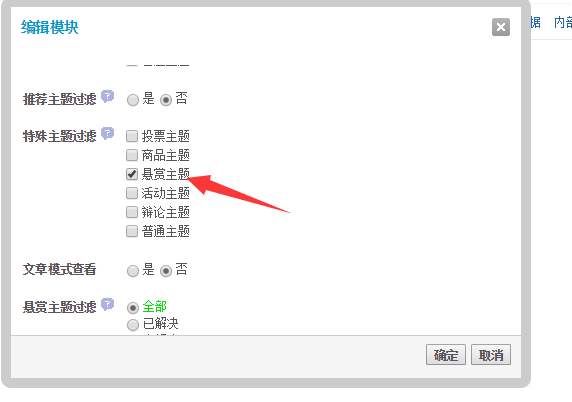 编辑模块
据 内部
推荐主题过滤 ? 是 否
特殊主题过滤 ? 投票主题
商品主题
悬赏主题
活动主题
辩论主题
普通主题
文章模式查看 是 否
悬赏主题过滤 ? 全部
已解决
确定 取消